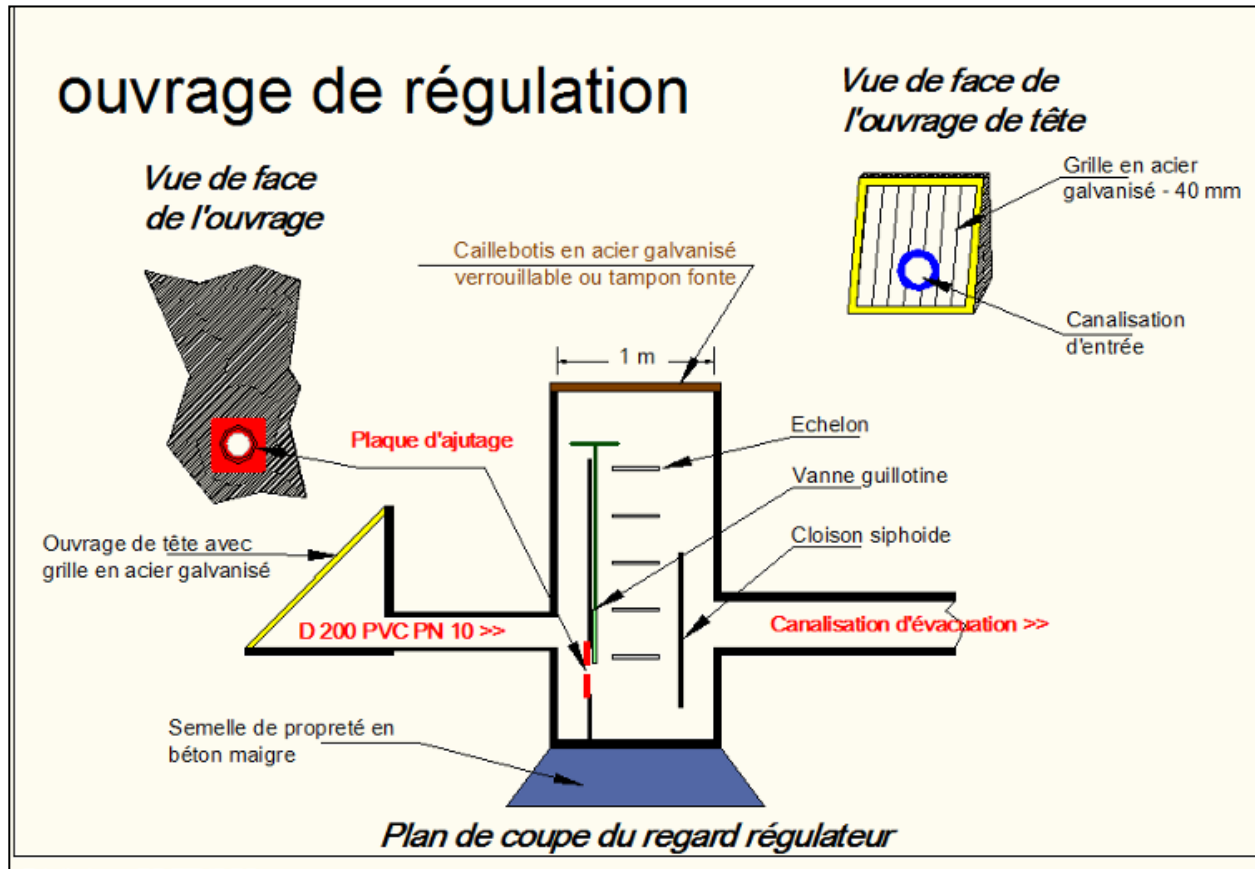 ouvrage de régulation
Vue de face de
l'ouvrage de tête
Vue de face
de l'ouvrage
Grille en acier
galvanisé - 40 mm
Caillebotis en acier galvanisé
verrouillable ou tampon fonte
Canalisation
d'entrée
1 m
Plaque d'ajutage
Echelon
Vanne guillotine
Cloison siphoide
Ouvrage de tête avec
grille en acier galvanisé
D 200 PVC PN 10 >>
Canalisation d'évacuation >>
Semelle de propreté en
béton maigre
Plan de coupe du regard régulateur